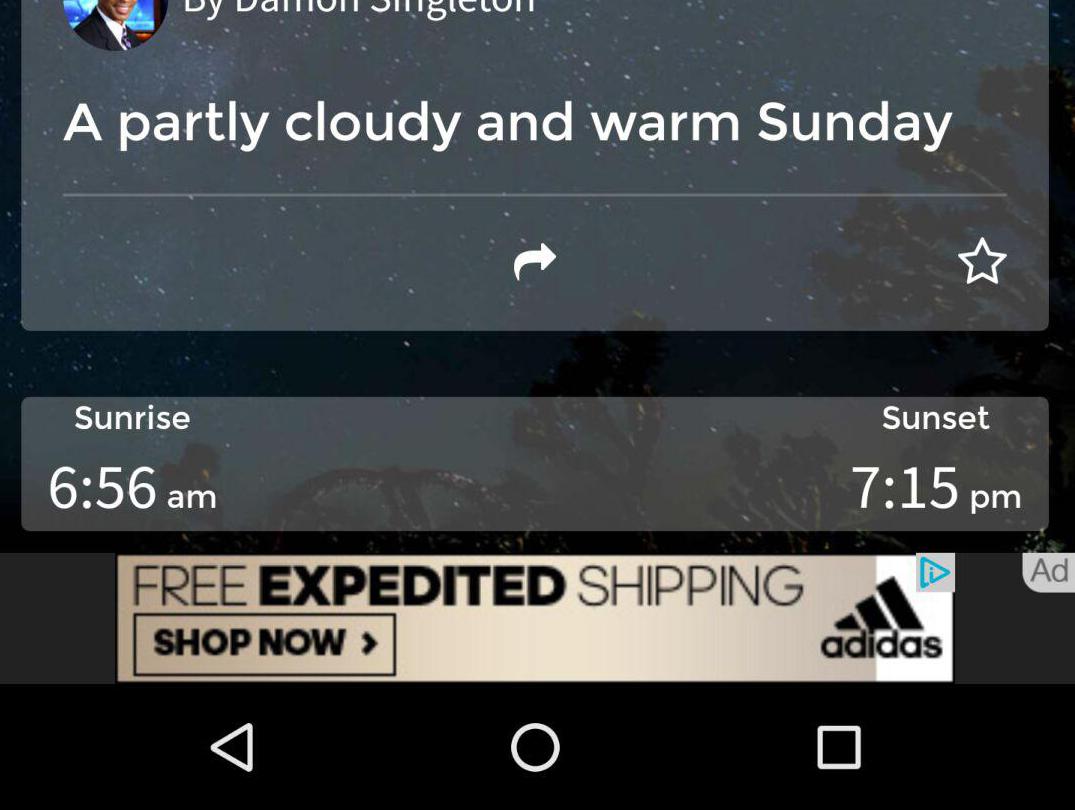 By Damon Singleton
A partly cloudy and warm Sunday
Sunrise
Sunset
6:56 am
7:15 pm
FREE EXPEDITED SHIPPING
SHOP NOW >
adidas
Ad